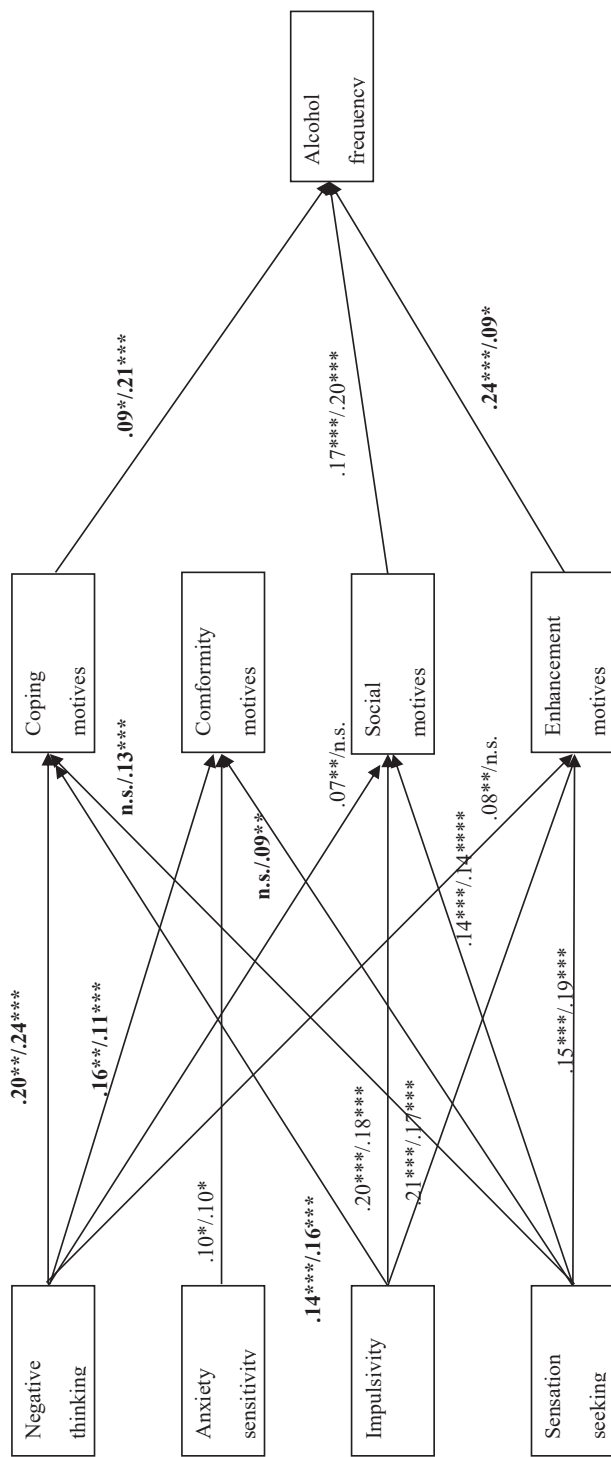 Negative
thinking
Anxiety
sensitivity
Impulsivity
Sensation
seeking
.20**/.24***
.16**/.11***
.10*/.10*
.14***/.16***
.20***/.18***
.21***/.17***
.15***/.19***
n.s./.13***
n.s./.09**
.07**/n.s.
.14***/.14****
.08**/n.s.
Coping
motives
Comformity
motives
Social
motives
Enhancement
motives
.09*/.21***
.17***/.20***
.24***/.09*
Alcohol
frequency